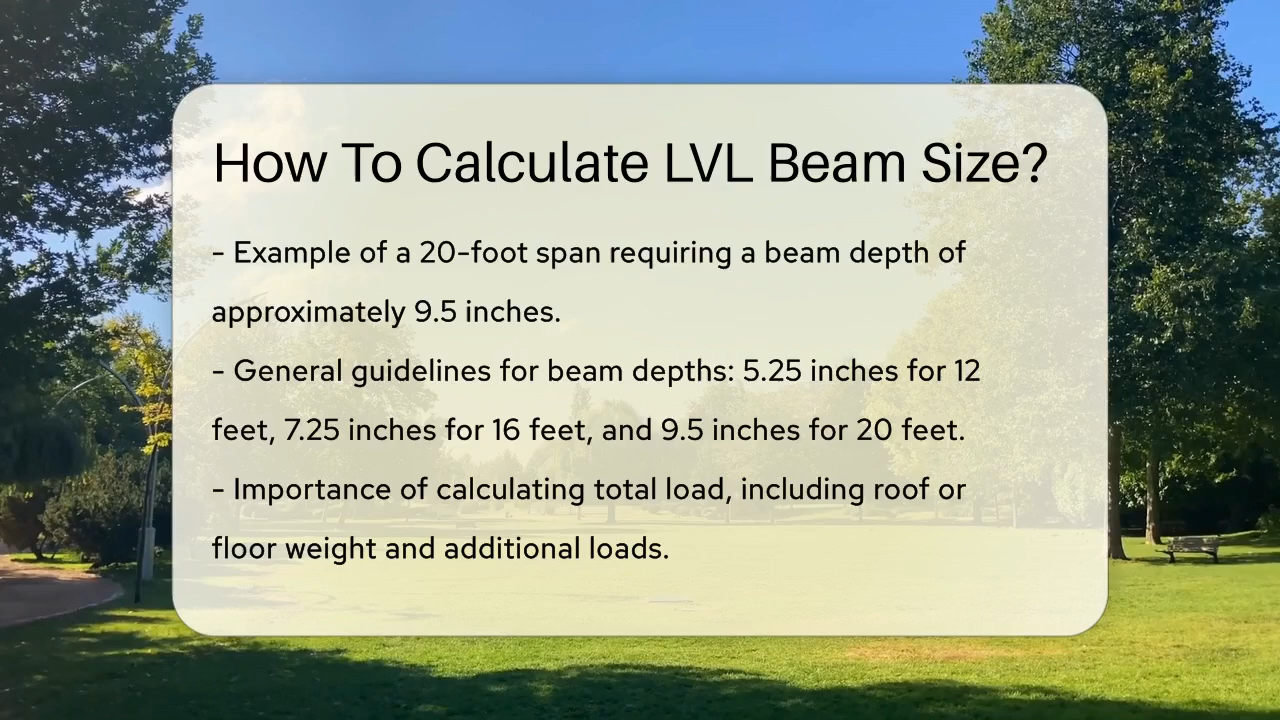 How To Calculate LVL Beam Size?
- Example of a 20-foot span requiring a beam depth of
approximately 9.5 inches.
- General guidelines for beam depths: 5.25 inches for 12
feet, 7.25 inches for 16 feet, and 9.5 inches for 20 feet.
- Importance of calculating total load, including roof or
floor weight and additional loads.